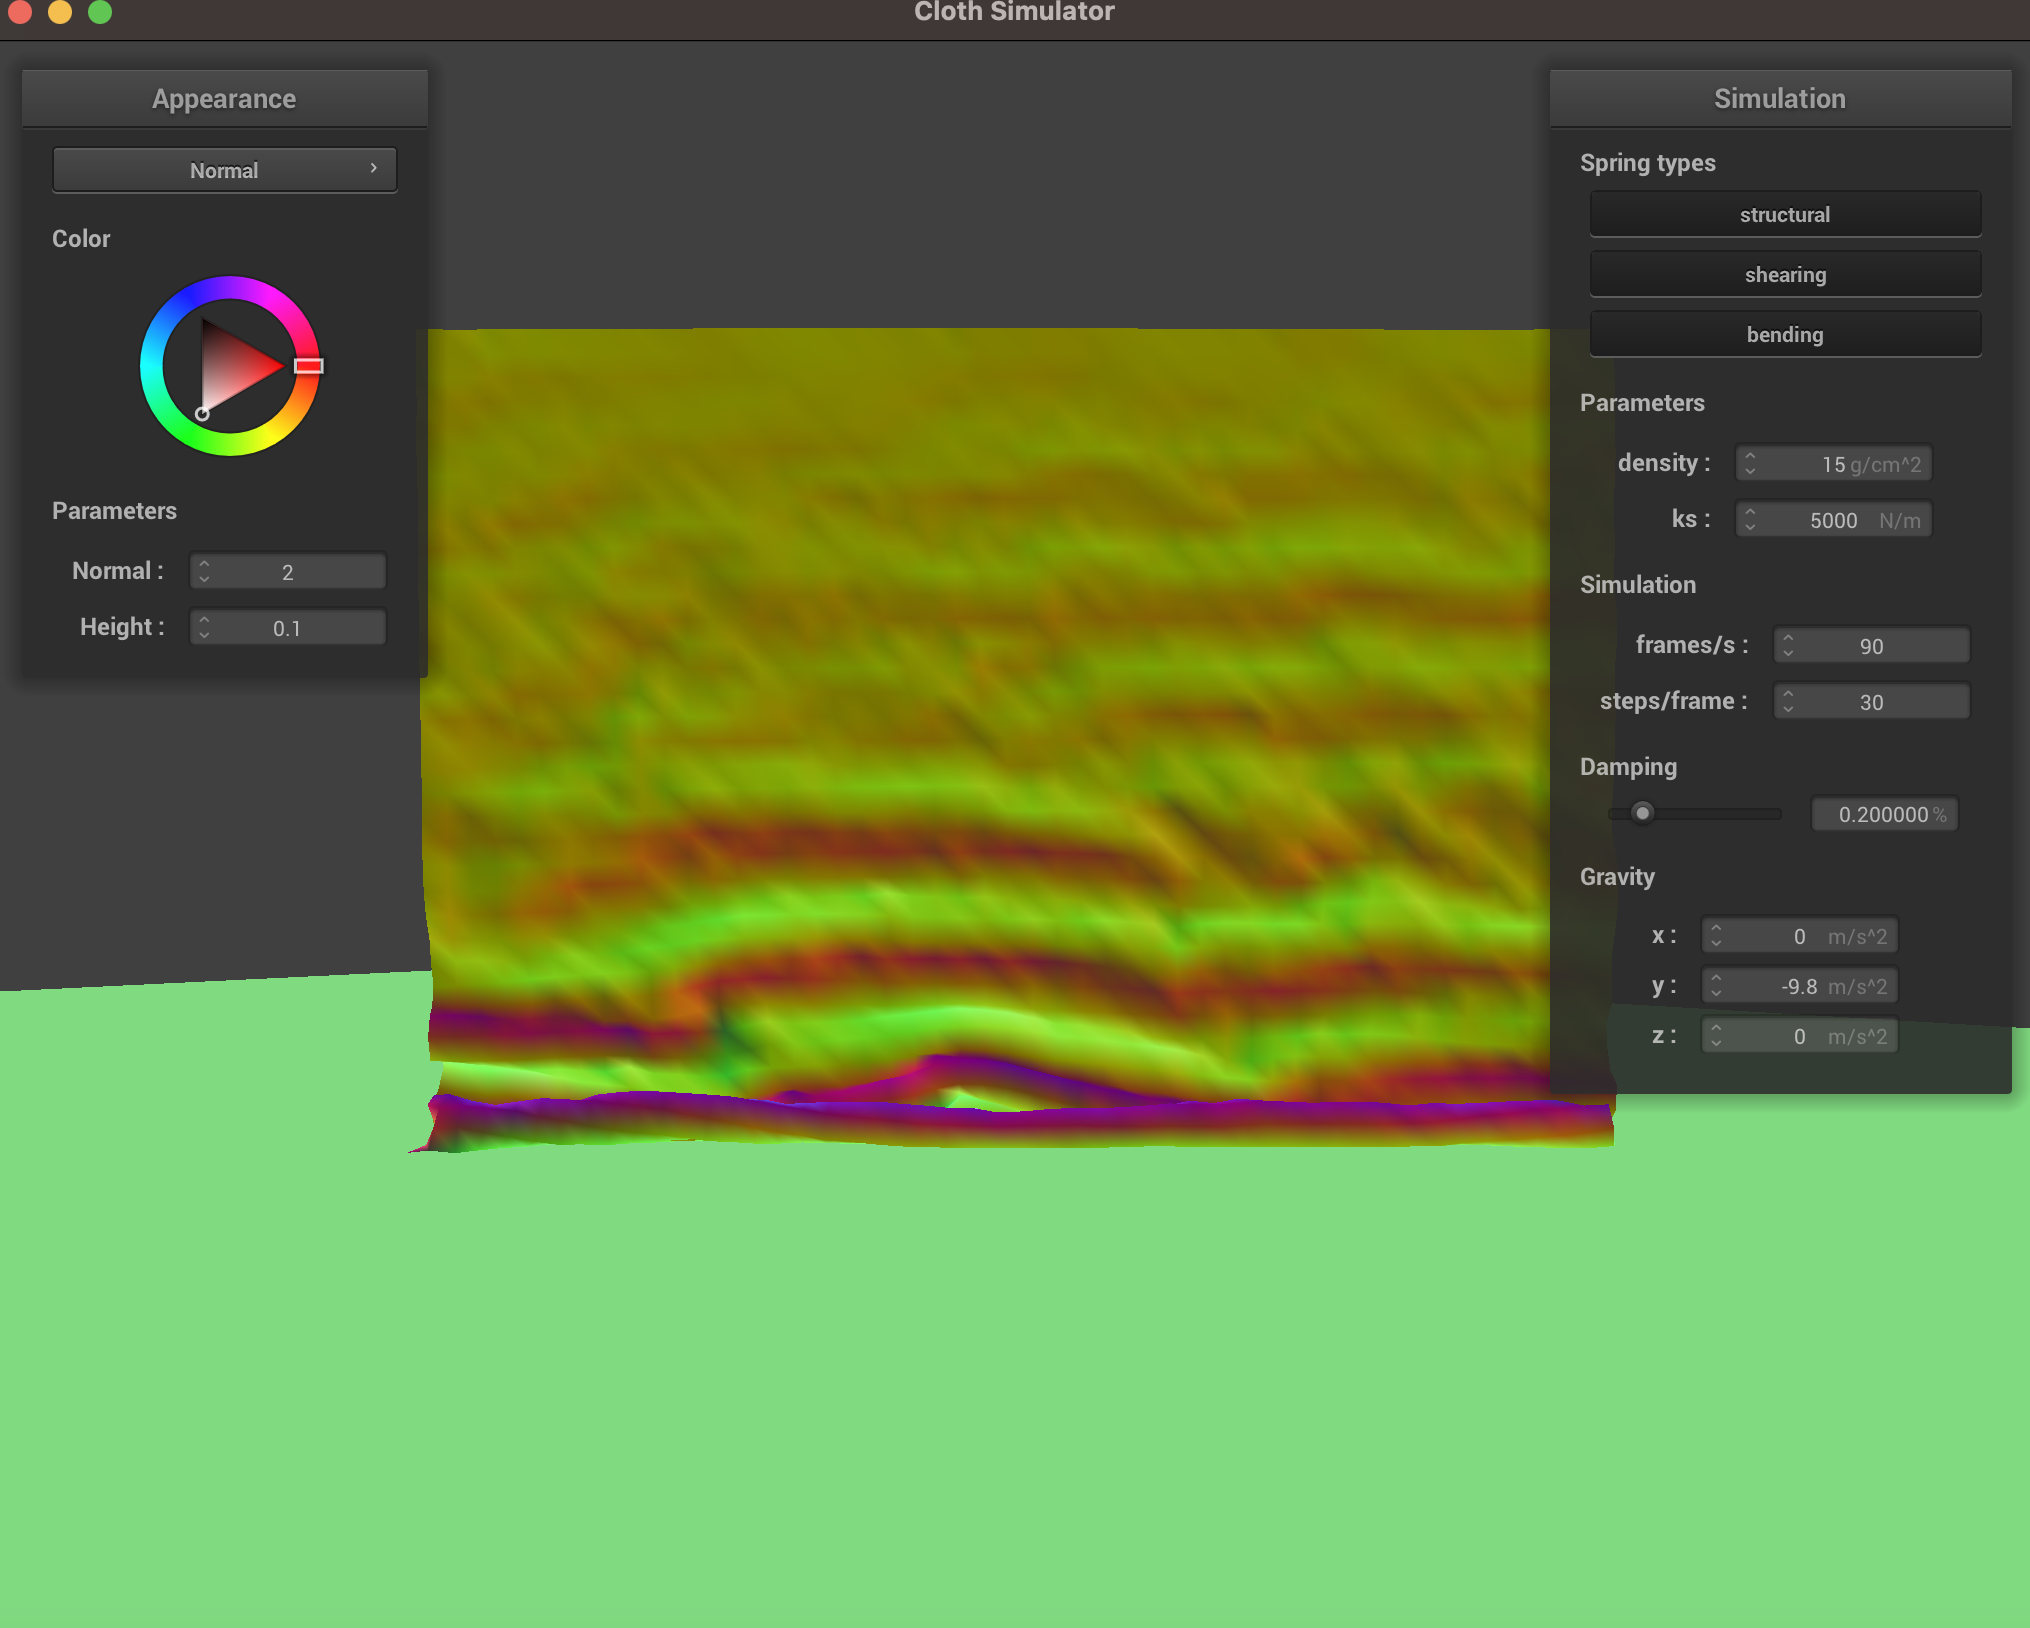 Cloth Simulator
Appearance
Normal
Color
Parameters
Normal :
2
Height :
0.1
Simulation
Spring types
structural
shearing
bending
Parameters
density :
15 g/cm^2
ks :
5000 N/m
Simulation
frames/s :
90
steps/frame :
30
Damping
0.200000 %
Gravity
x :
0 m/s^2
y :
-9.8 m/s^2
z :
0 m/s^2